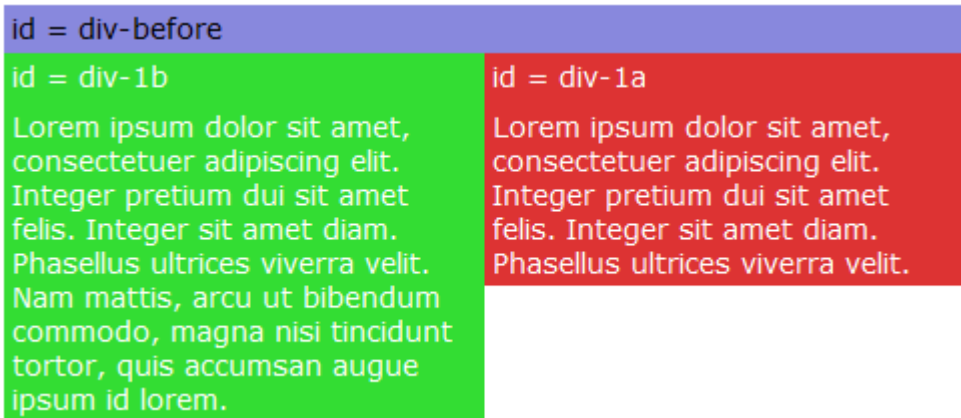 id = div-before
id = div-1b
Lorem ipsum dolor sit amet,
consectetuer adipiscing elit.
Integer pretium dui sit amet
felis. Integer sit amet diam.
Phasellus ultrices viverra velit.
Nam mattis, arcu ut bibendum
commodo, magna nisi tincidunt
tortor, quis accumsan augue
ipsum id lorem.
id = div-1a
Lorem ipsum dolor sit amet,
consectetuer adipiscing elit.
Integer pretium dui sit amet
felis. Integer sit amet diam.
Phasellus ultrices viverra velit.